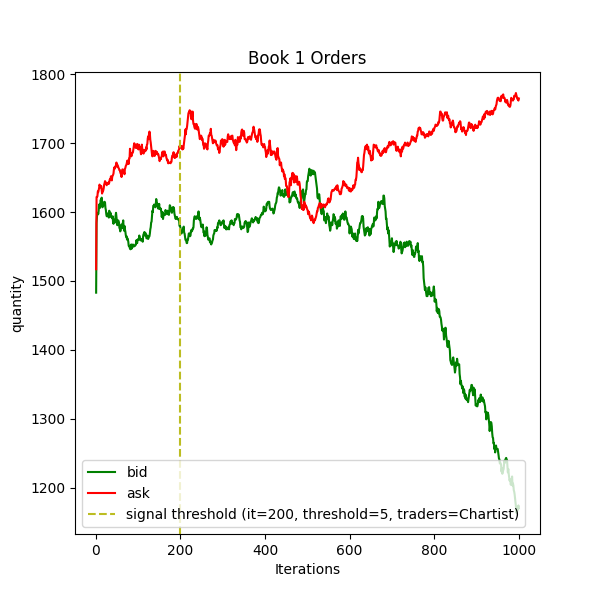 Book 1 Orders
1800
1700
1600
1500
1400
1300
1200
quantity
bid
ask
signal threshold (it=200, threshold=5, traders=Chartist)
0 200 400 600 800 1000
Iterations